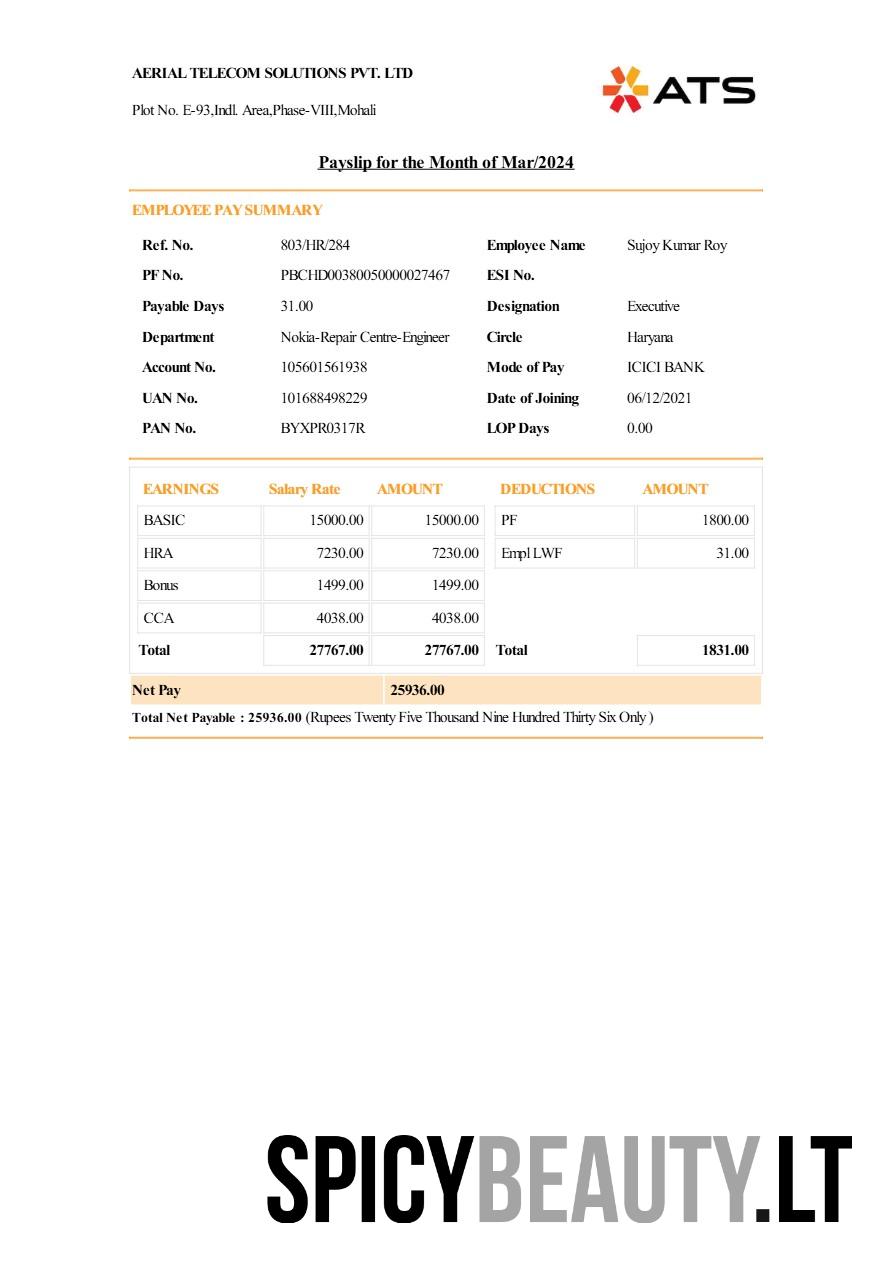 AERIAL TELECOM SOLUTIONS PVT. LTD
ATS
Plot No. E-93,Indl. Area,Phase-VIII,Mohali
Payslip for the Month of Mar/2024
EMPLOYEE PAY SUMMARY
Ref. No. 803/HR/284 Employee Name Sujoy Kumar Roy
PF No. PBCHD00380050000027467 ESI No.
Payable Days 31.00 Designation Executive
Department Nokia-Repair Centre-Engineer Circle Haryana
Account No. 105601561938 Mode of Pay ICICI BANK
UAN No. 101688498229 Date of Joining 06/12/2021
PAN No. BYXPR0317R LOP Days 0.00
EARNINGS Salary Rate AMOUNT DEDUCTIONS AMOUNT
BASIC 15000.00 15000.00 PF 1800.00
HRA 7230.00 7230.00 Empl LWF 31.00
Bonus 1499.00 1499.00
CCA 4038.00 4038.00
Total 27767.00 27767.00 Total 1831.00
Net Pay 25936.00
Total Net Payable : 25936.00 (Rupees Twenty Five Thousand Nine Hundred Thirty Six Only )
SPICYBEAUTY.LT